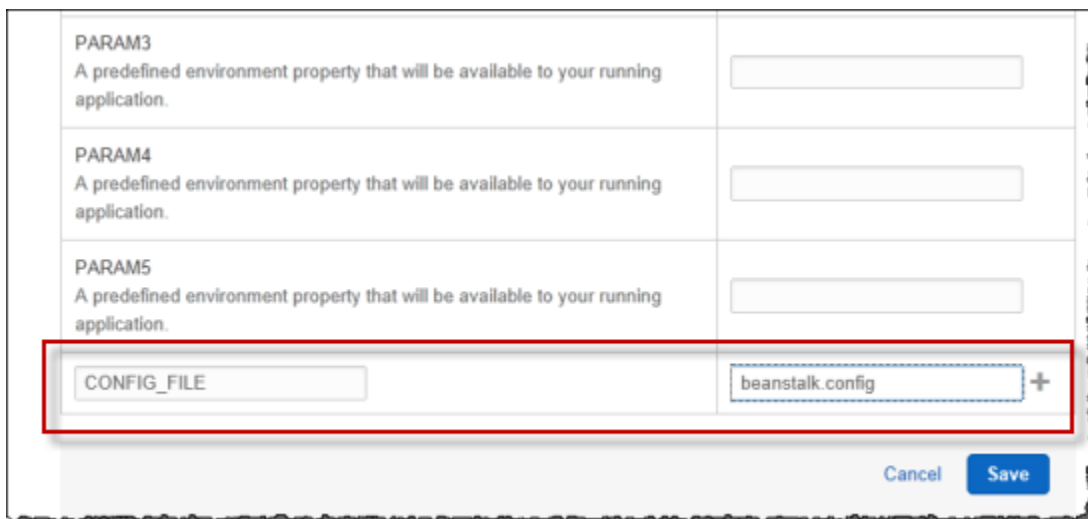 PARAM3
A predefined environment property that will be available to your running
application.
PARAM4
A predefined environment property that will be available to your running
application.
PARAM5
A predefined environment property that will be available to your running
application.
CONFIG_FILE
beanstalk.config
Cancel
Save